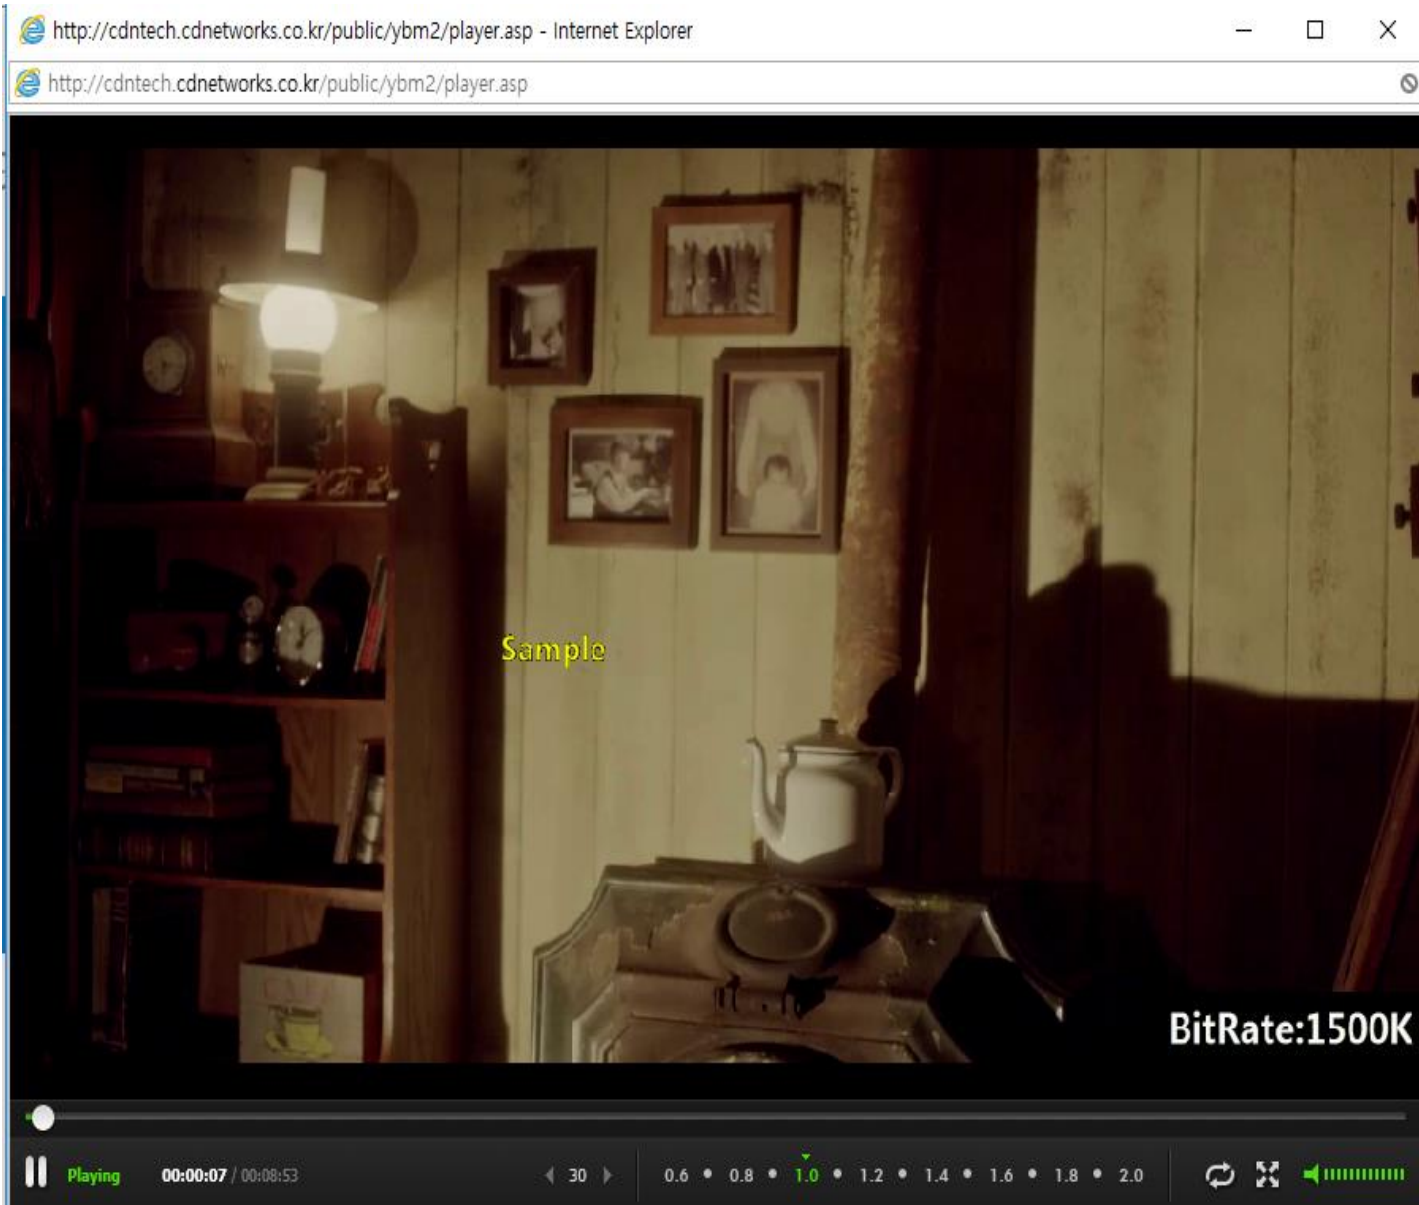 http://cdntech.cdnetworks.co.kr/public/ybm2/player.asp - Internet Explorer
http://cdntech.cdnetworks.co.kr/public/ybm2/player.asp
Sample
BitRate:1500K
Playing 00:00:07 / 00:08:53 30 0.6 0.8 1.0 1.2 1.4 1.6 1.8 2.0